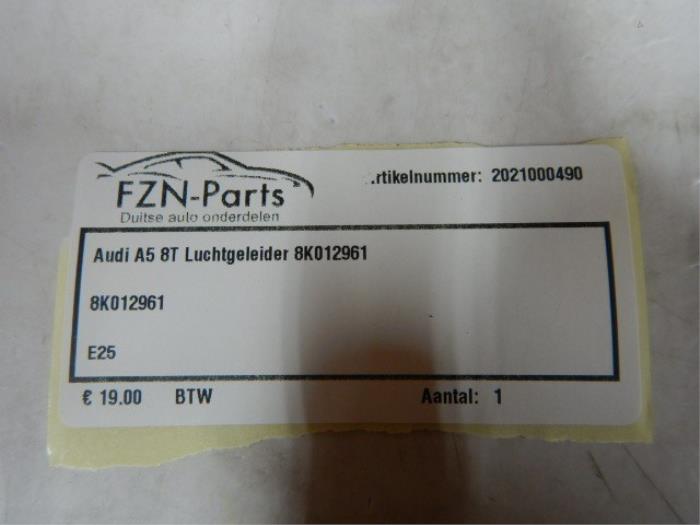 FZN-Parts
Duitse auto onderdelen
.rtikelnummer: 2021000490
Audi A5 8T Luchtgeleider 8K012961
8K012961
E25
€ 19.00 BTW Aantal: 1